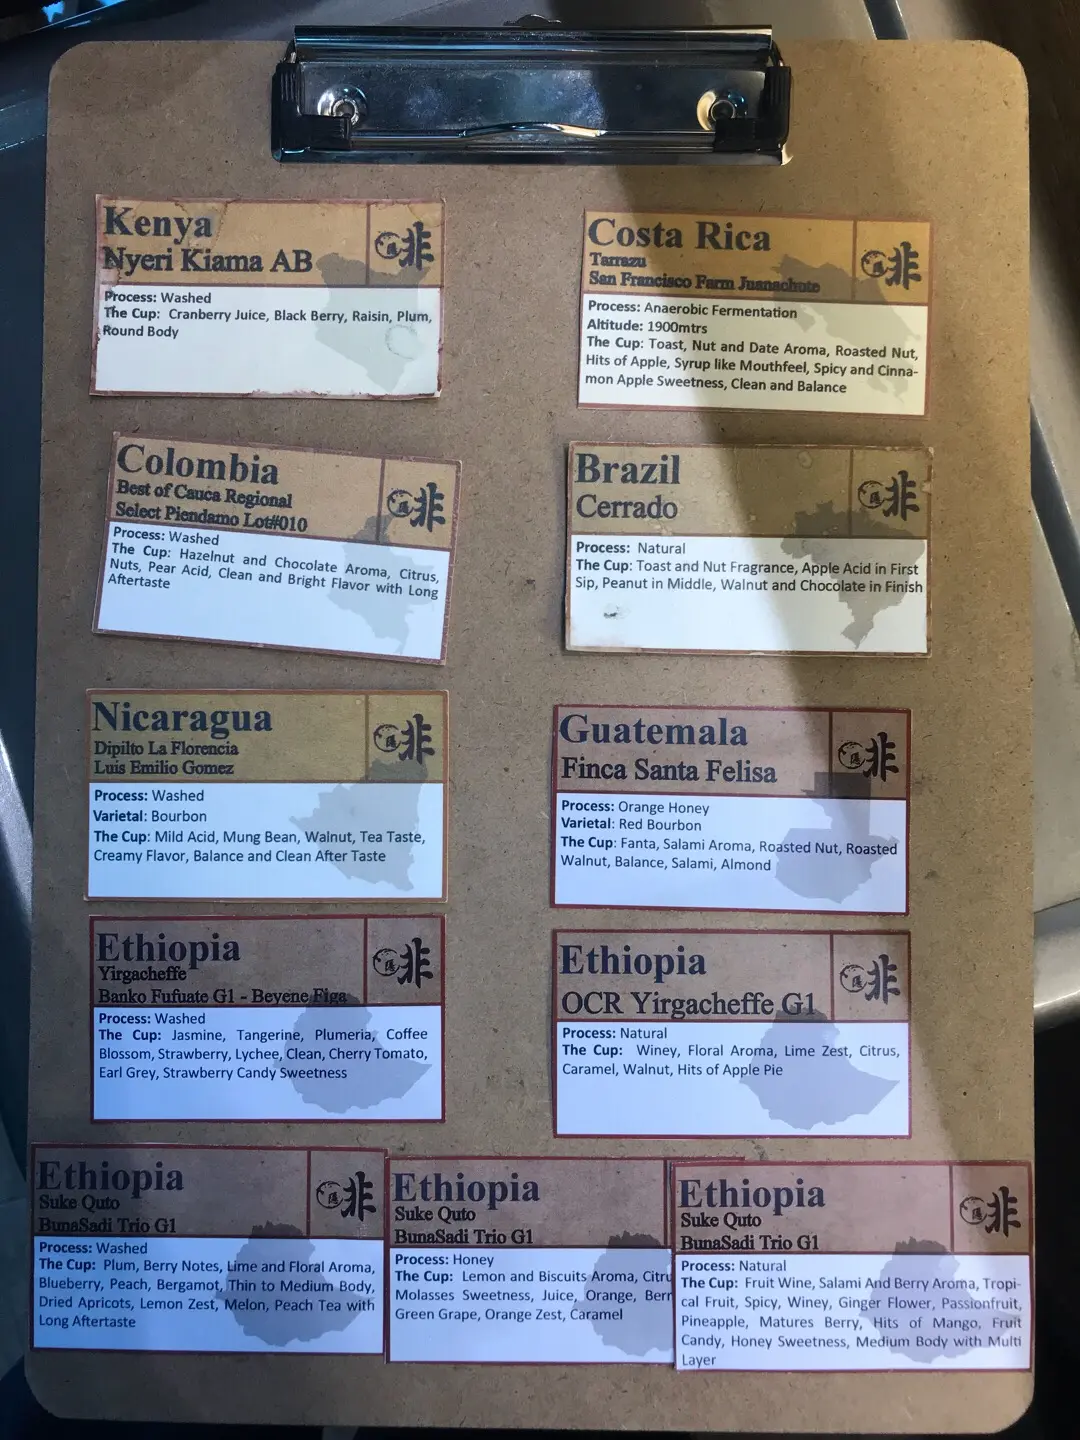 Kenya
Nyeri Kiama AB
非
Process: Washed
The Cup: Cranberry Juice, Black Berry, Raisin, Plum,
Round Body
Costa Rica
Tarrazu
San Francisco Farm Juanachute
非
Process: Anaerobic Fermentation
Altitude: 1900mtrs
The Cup: Toast, Nut and Date Aroma, Roasted Nut,
Hits of Apple, Syrup like Mouthfeel, Spicy and Cinna-
mon Apple Sweetness, Clean and Balance
Colombia
Best of Cauca Regional
Select Piendamo Lot#010
非
Process: Washed
The Cup: Hazelnut and Chocolate Aroma, Citrus,
Nuts, Pear Acid, Clean and Bright Flavor with Long
Aftertaste
Brazil
Cerrado
非
Process: Natural
The Cup: Toast and Nut Fragrance, Apple Acid in First
Sip, Peanut in Middle, Walnut and Chocolate in Finish
Nicaragua
Dipilto La Florencia
Luis Emilio Gomez
非
Process: Washed
Varietal: Bourbon
The Cup: Mild Acid, Mung Bean, Walnut, Tea Taste,
Creamy Flavor, Balance and Clean After Taste
Guatemala
Finca Santa Felisa
非
Process: Orange Honey
Varietal: Red Bourbon
The Cup: Fanta, Salami Aroma, Roasted Nut, Roasted
Walnut, Balance, Salami, Almond
Ethiopia
Yirgacheffe
Banko Fufuate G1 - Beyene Figa
非
Process: Washed
The Cup: Jasmine, Tangerine, Plumeria, Coffee
Blossom, Strawberry, Lychee, Clean, Cherry Tomato,
Earl Grey, Strawberry Candy Sweetness
Ethiopia
OCR Yirgacheffe G1
非
Process: Natural
The Cup: Winey, Floral Aroma, Lime Zest, Citrus,
Caramel, Walnut, Hits of Apple Pie
Ethiopia
Suke Quto
BunaSadi Trio G1
非
Process: Washed
The Cup: Plum, Berry Notes, Lime and Floral Aroma,
Blueberry, Peach, Bergamot, Thin to Medium Body,
Dried Apricots, Lemon Zest, Melon, Peach Tea with
Long Aftertaste
Ethiopia
Suke Quto
BunaSadi Trio G1
Process: Honey
The Cup: Lemon and Biscuits Aroma, Citru
Molasses Sweetness, Juice, Orange, Berr
Green Grape, Orange Zest, Caramel
Ethiopia
Suke Quto
BunaSadi Trio G1
非
Process: Natural
The Cup: Fruit Wine, Salami And Berry Aroma, Tropi-
cal Fruit, Spicy, Winey, Ginger Flower, Passionfruit,
Pineapple, Matures Berry, Hits of Mango, Fruit
Candy, Honey Sweetness, Medium Body with Multi
Layer